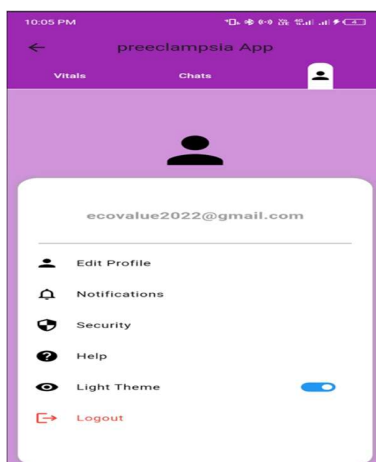 10:05 PM
preeclampsia App
Vitals Chats
ecovalue2022@gmail.com
Edit Profile
Notifications
Security
Help
Light Theme
Logout